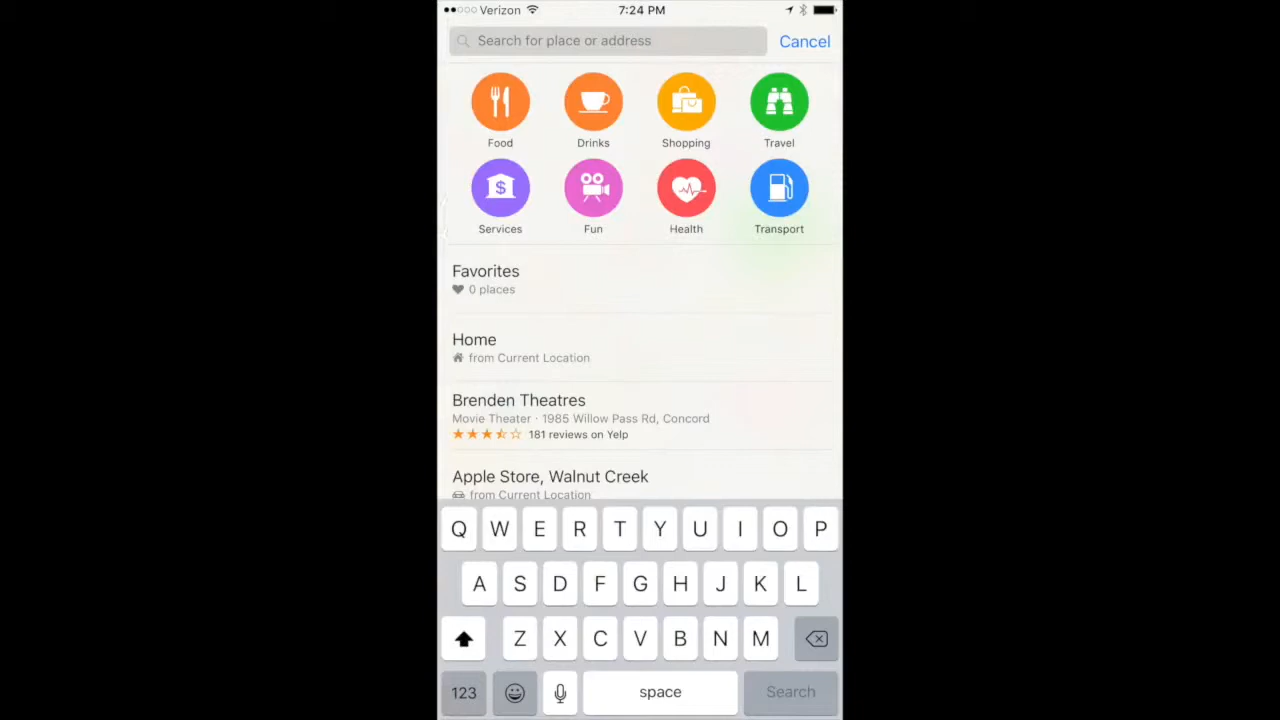 Verizon 7:24 PM
Search for place or address Cancel
Food Drinks Shopping Travel
$
Services Fun Health Transport
Favorites
0 places
Home
from Current Location
Brenden Theatres
Movie Theater · 1985 Willow Pass Rd, Concord
181 reviews on Yelp
Apple Store, Walnut Creek
from Current Location
Q W E R T Y U I O P
A S D F G H J K L
Z X C V B N M
123 space Search